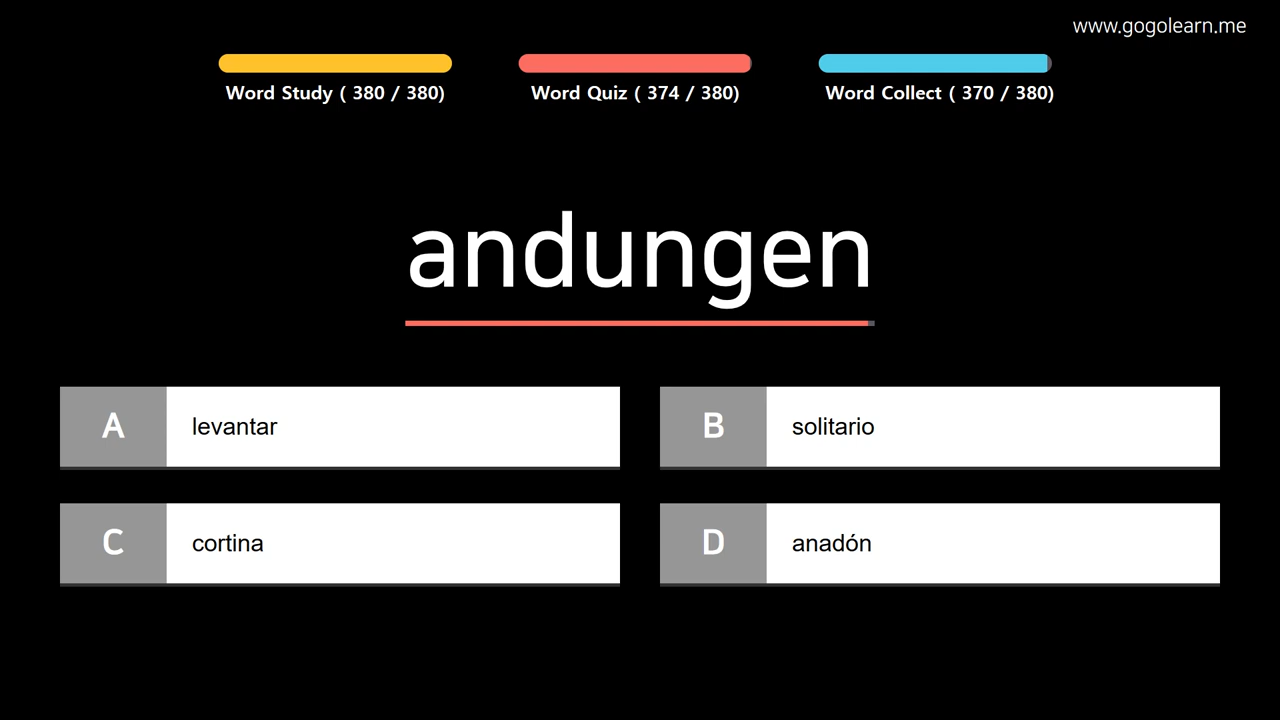 www.gogolearn.me
Word Study ( 380 / 380)
Word Quiz ( 374 / 380)
Word Collect ( 370 / 380)
andungen
A levantar
B solitario
C cortina
D anadón